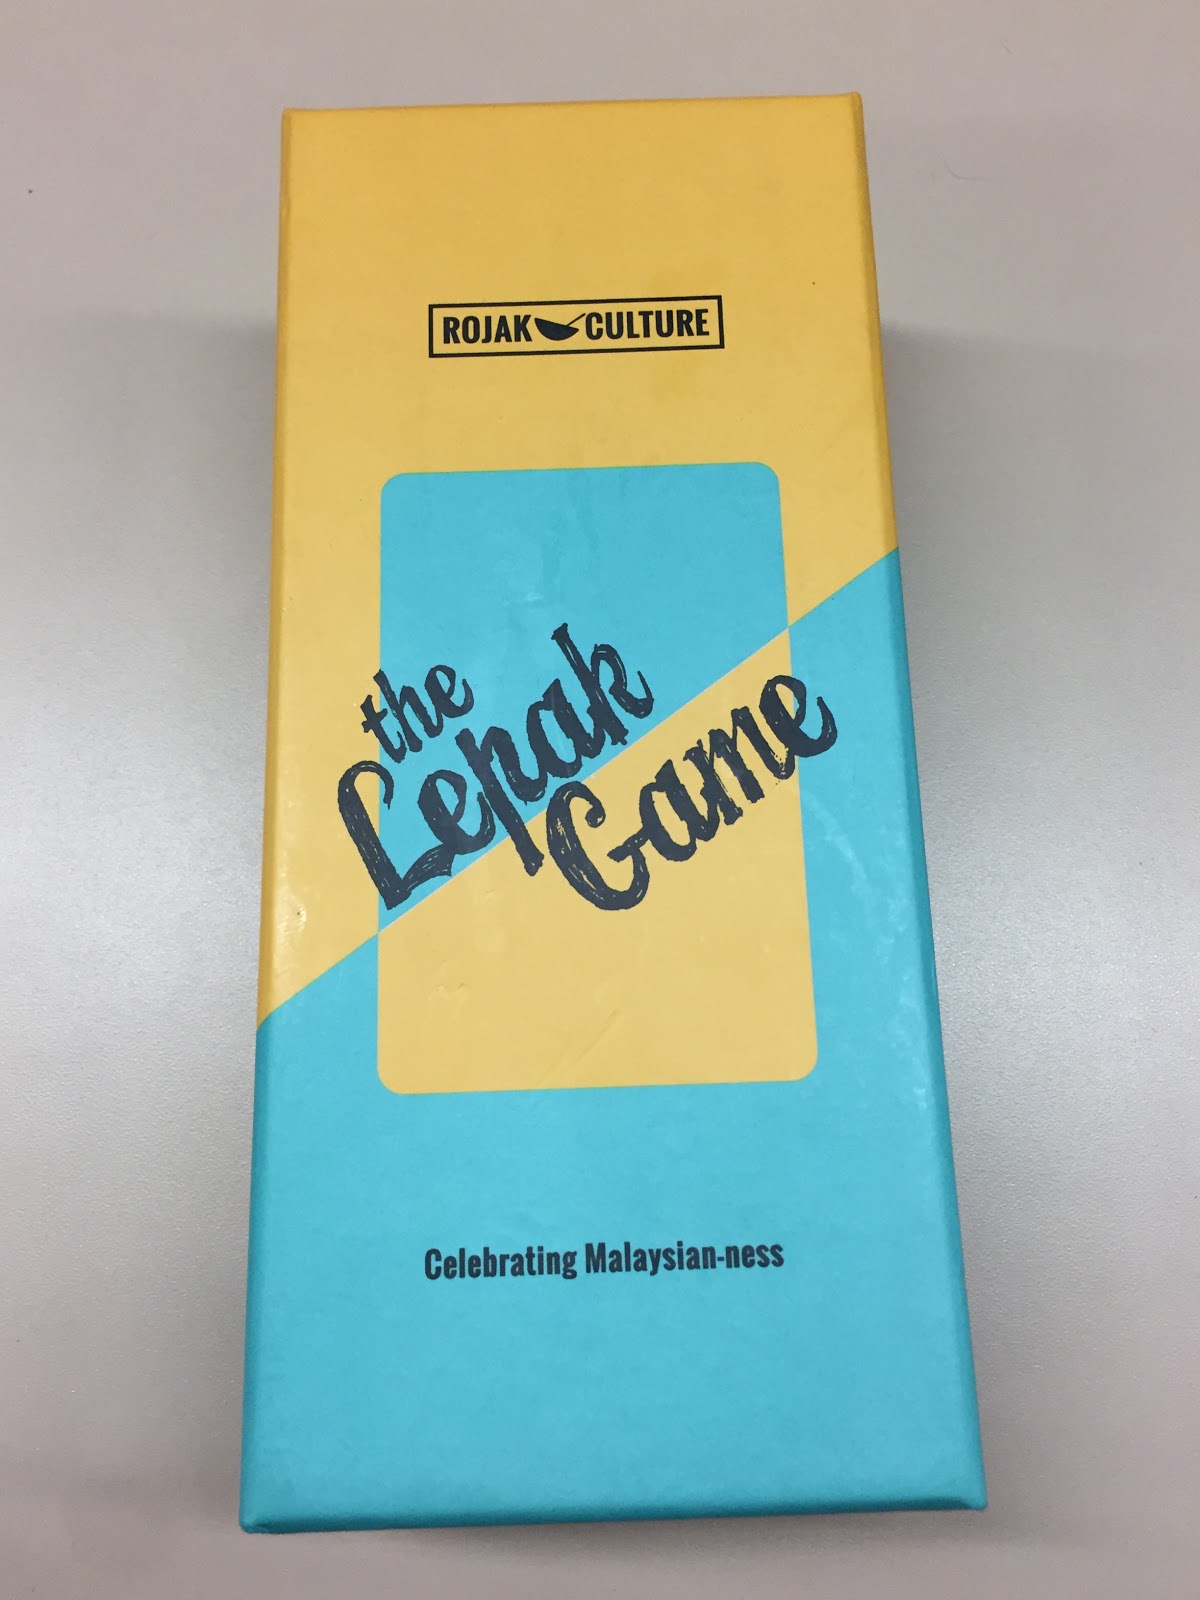 ROJAK CULTURE
the
Lepak
Game
Celebrating Malaysian-ness